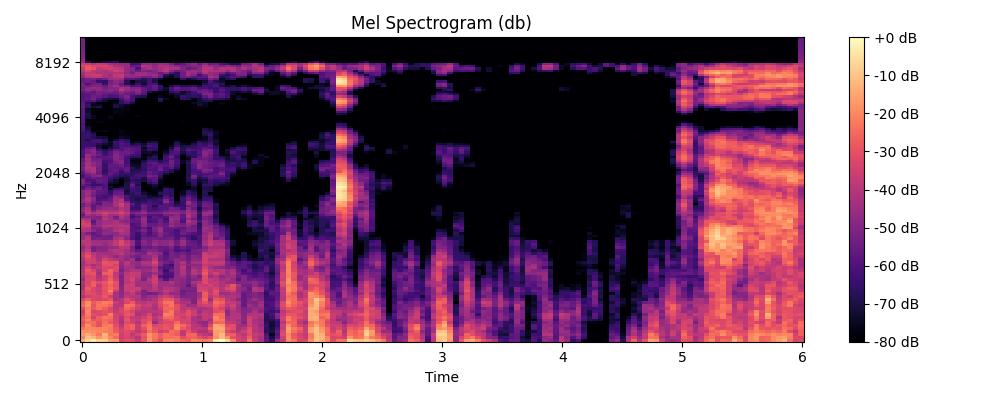 Mel Spectrogram (db)
8192
4096
2048
1024
512
0
Hz
0 1 2 3 4 5 6
Time
+0 dB
-10 dB
-20 dB
-30 dB
-40 dB
-50 dB
-60 dB
-70 dB
-80 dB